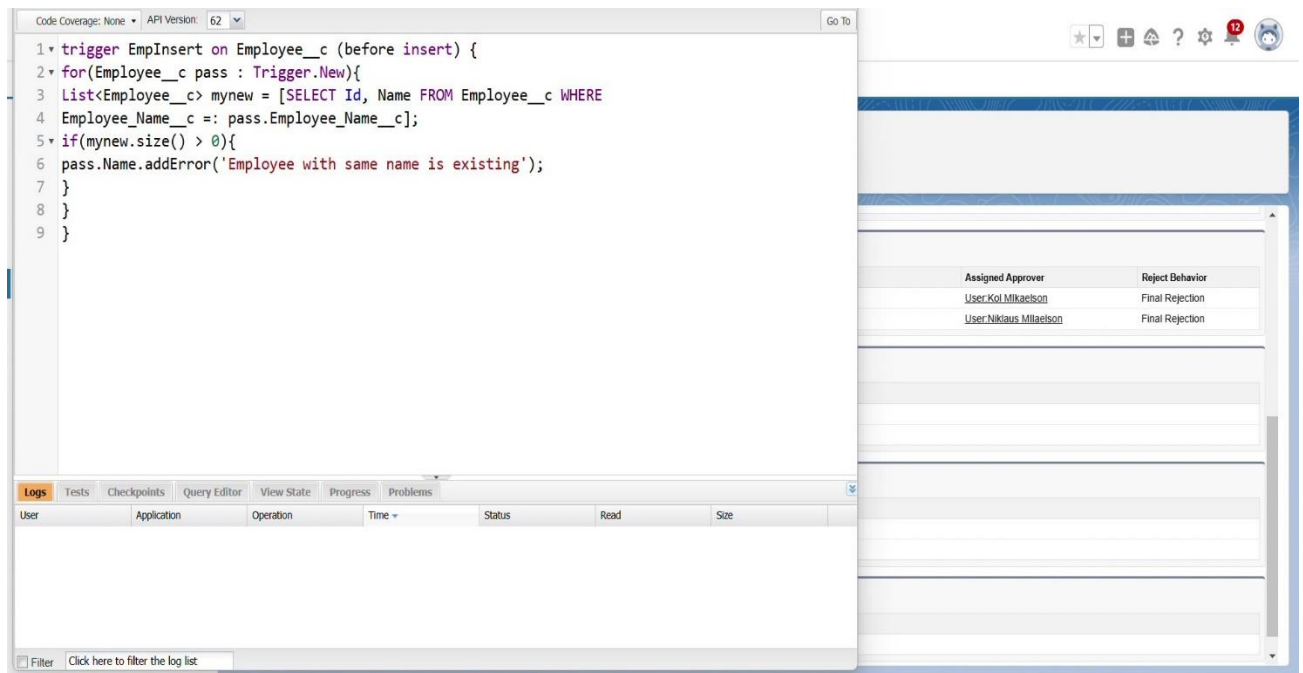 Code Coverage: None API Version: 62 Go To
12
1 trigger EmpInsert on Employee__c (before insert) {
2 for(Employee__c pass : Trigger.New){
3 List<Employee__c> mynew = [SELECT Id, Name FROM Employee__c WHERE
4 Employee_Name__c =: pass.Employee_Name__c];
5 if(mynew.size() > 0){
6 pass.Name.addError('Employee with same name is existing');
7 }
8 }
9 }
Assigned Approver Reject Behavior
User:Kol MIkaelson Final Rejection
User:Niklaus Milaelson Final Rejection
Logs Tests Checkpoints Query Editor View State Progress Problems
User Application Operation Time Status Read Size
Filter Click here to filter the log list